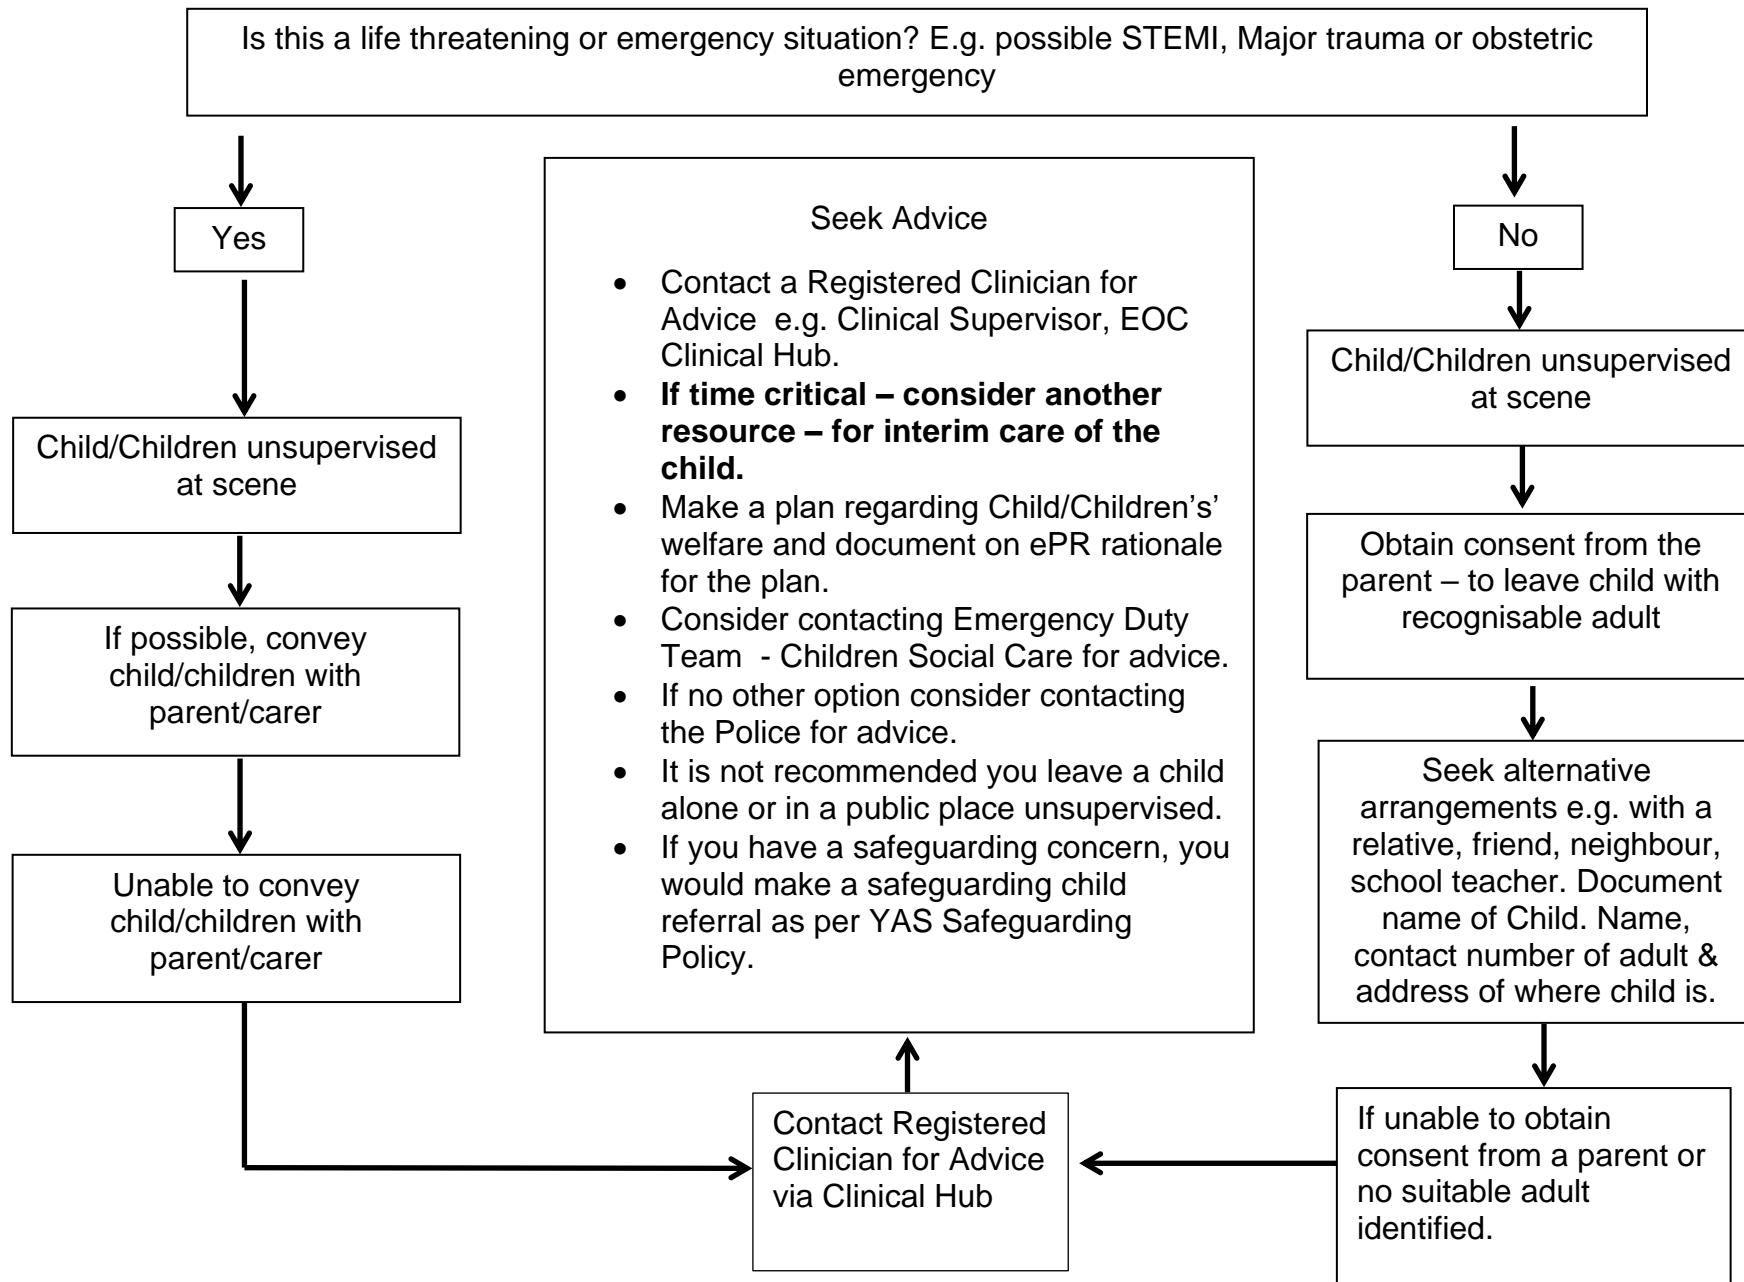 Is this a life threatening or emergency situation? E.g. possible STEMI, Major trauma or obstetric
emergency
Yes
Child/Children unsupervised
at scene
If possible, convey
child/children with
parent/carer
Unable to convey
child/children with
parent/carer
Seek Advice
• Contact a Registered Clinician for
Advice  e.g. Clinical Supervisor, EOC
Clinical Hub.
• If time critical – consider another
resource – for interim care of the
child.
• Make a plan regarding Child/Children’s’
welfare and document on ePR rationale
for the plan.
• Consider contacting Emergency Duty
Team  - Children Social Care for advice.
• If no other option consider contacting
the Police for advice.
• It is not recommended you leave a child
alone or in a public place unsupervised.
• If you have a safeguarding concern, you
would make a safeguarding child
referral as per YAS Safeguarding
Policy.
Contact Registered
Clinician for Advice
via Clinical Hub
No
Child/Children unsupervised
at scene
Obtain consent from the
parent – to leave child with
recognisable adult
Seek alternative
arrangements e.g. with a
relative, friend, neighbour,
school teacher. Document
name of Child. Name,
contact number of adult &
address of where child is.
If unable to obtain
consent from a parent or
no suitable adult
identified.